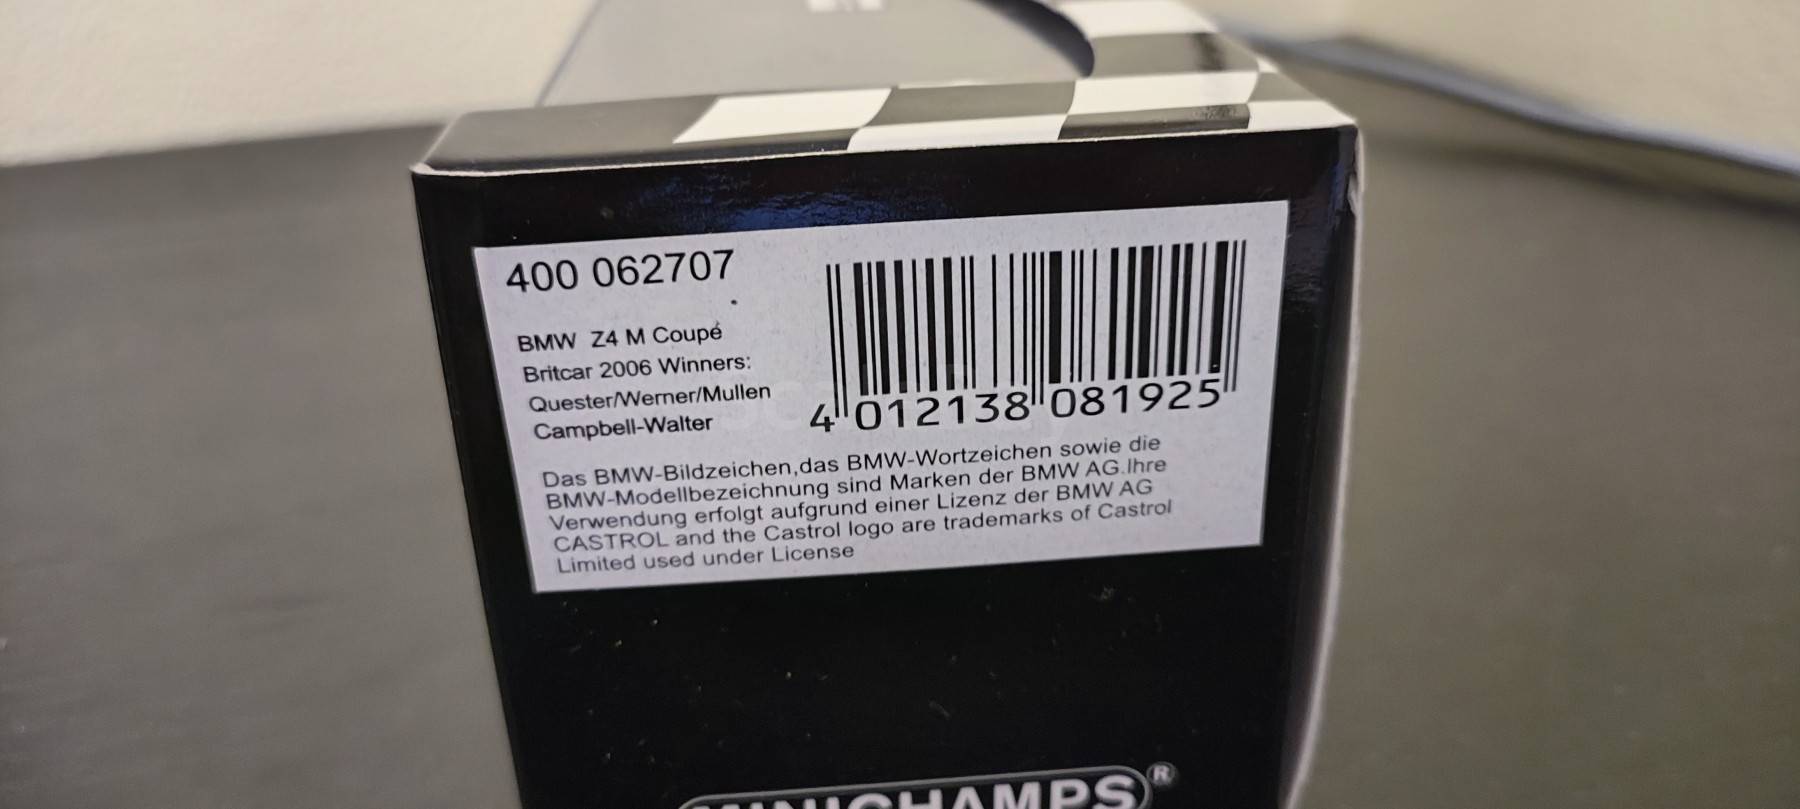 400 062707
BMW Z4 M Coupé
Britcar 2006 Winners:
Quester/Werner/Mullen
Campbell-Walter
4 012138 081925
Das BMW-Bildzeichen,das BMW-Wortzeichen sowie die
BMW-Modellbezeichnung sind Marken der BMW AG.Ihre
Verwendung erfolgt aufgrund einer Lizenz der BMW AG
CASTROL and the Castrol logo are trademarks of Castrol
Limited used under License
MINICHAMPS®